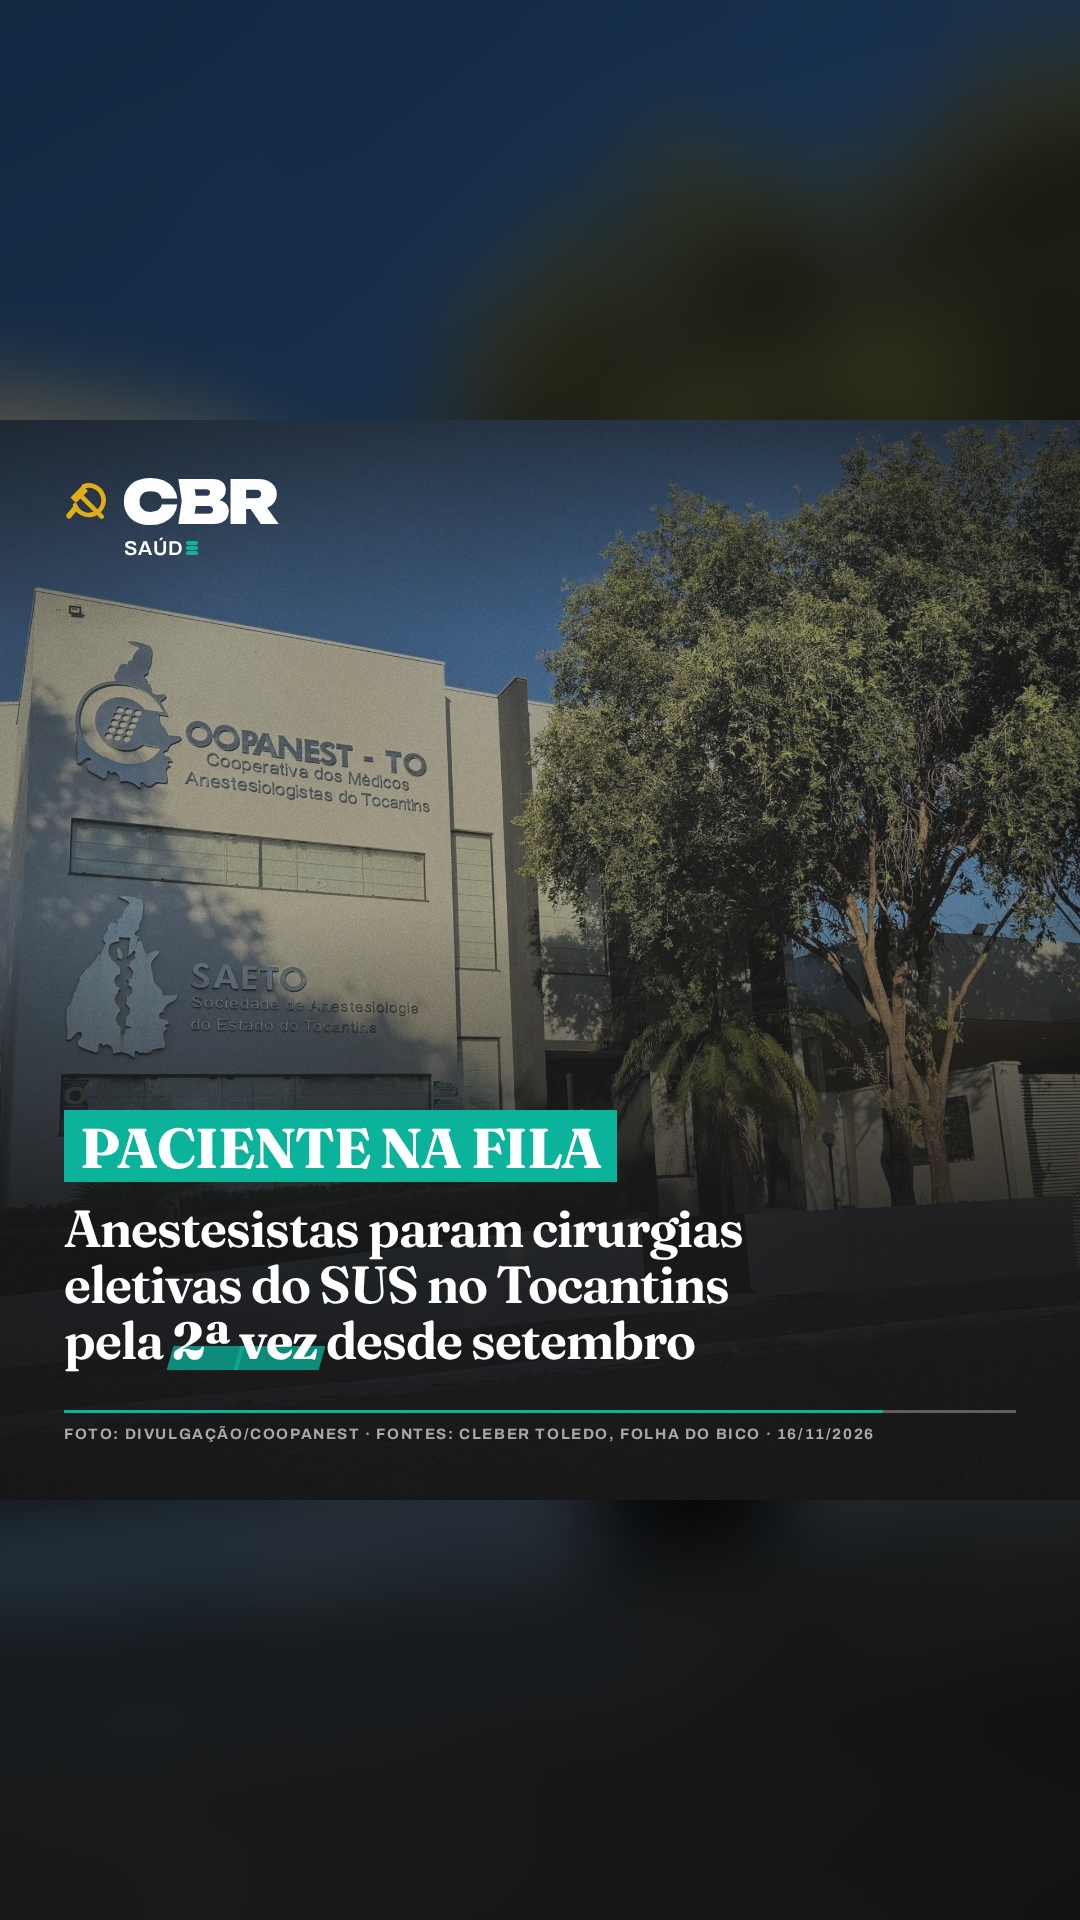 CBR
SAÚDE
OOPANEST - TO
Cooperativa dos Médicos
Anestesiologistas do Tocantins
SAETO
Sociedade de Anestesiologia
do Estado do Tocantins
PACIENTE NA FILA
Anestesistas param cirurgias
eletivas do SUS no Tocantins
pela 2ª vez desde setembro
FOTO: DIVULGAÇÃO/COOPANEST · FONTES: CLEBER TOLEDO, FOLHA DO BICO · 16/11/2026